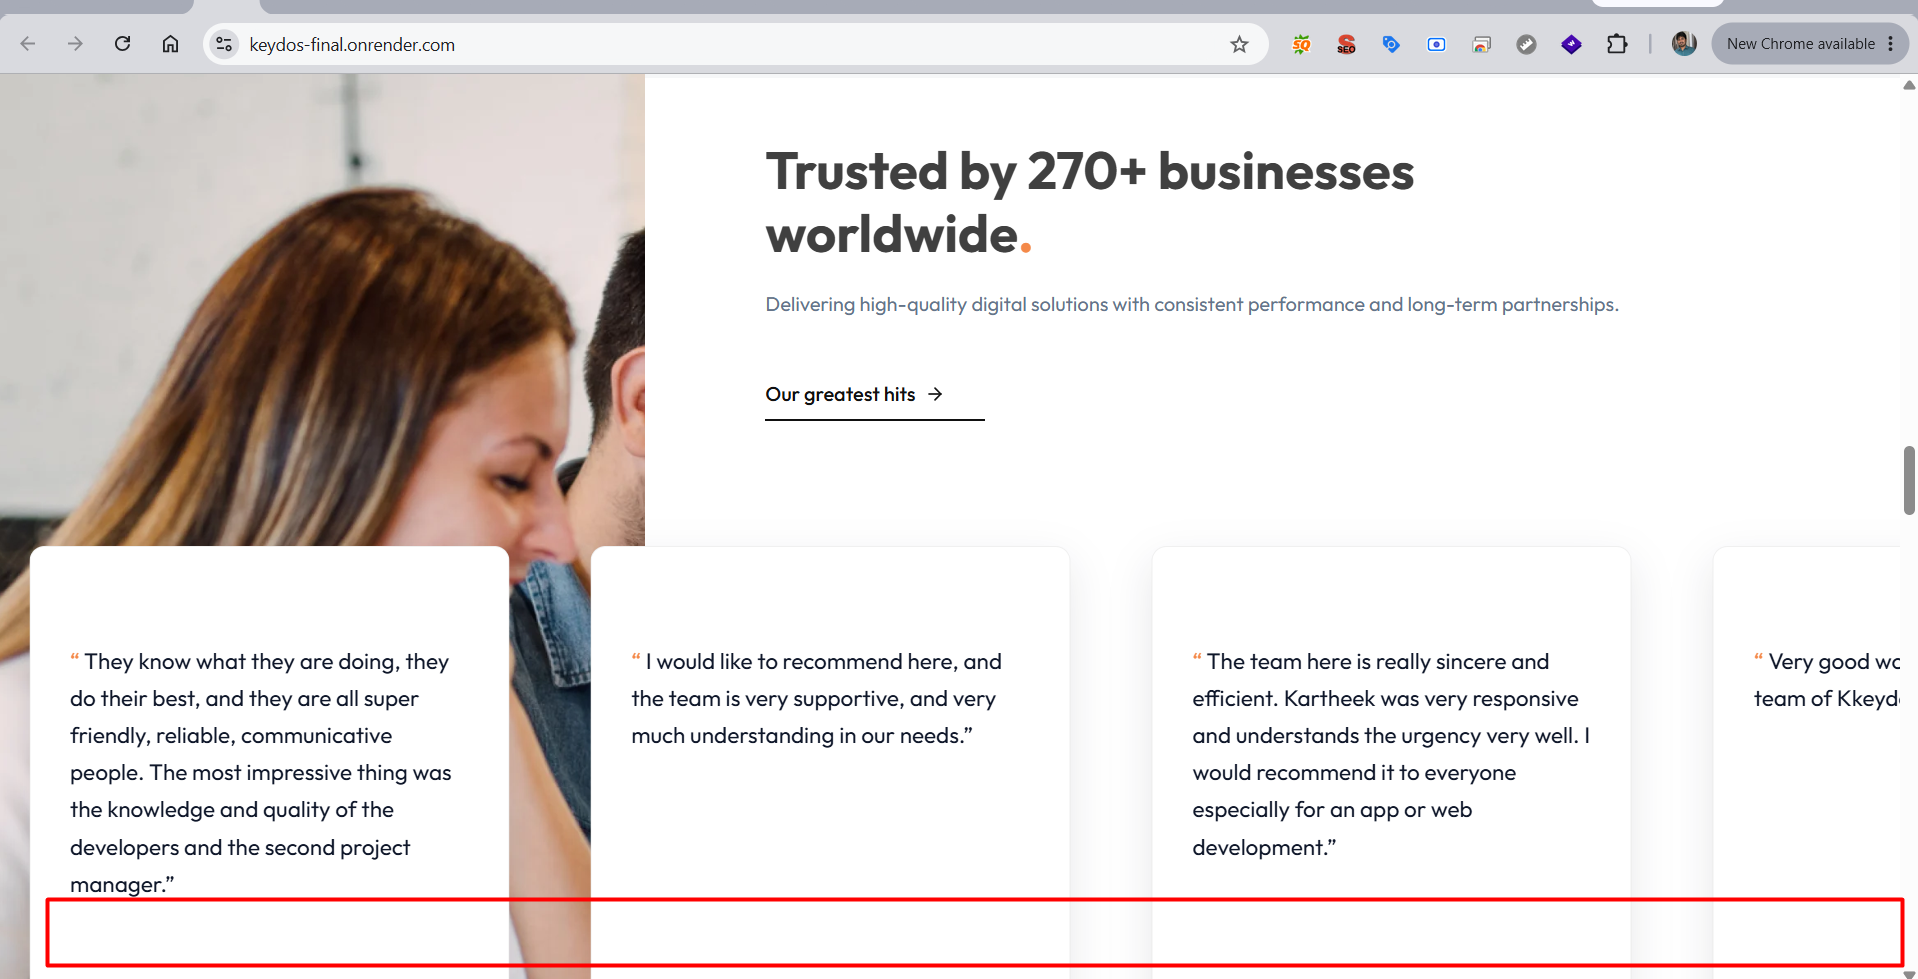 keydos-final.onrender.com
SQ
SEO
New Chrome available
Trusted by 270+ businesses
worldwide.
Delivering high-quality digital solutions with consistent performance and long-term partnerships.
Our greatest hits →
“ They know what they are doing, they
do their best, and they are all super
friendly, reliable, communicative
people. The most impressive thing was
the knowledge and quality of the
developers and the second project
manager.”
“ I would like to recommend here, and
the team is very supportive, and very
much understanding in our needs.”
“ The team here is really sincere and
efficient. Kartheek was very responsive
and understands the urgency very well. I
would recommend it to everyone
especially for an app or web
development.”
“ Very good
team of